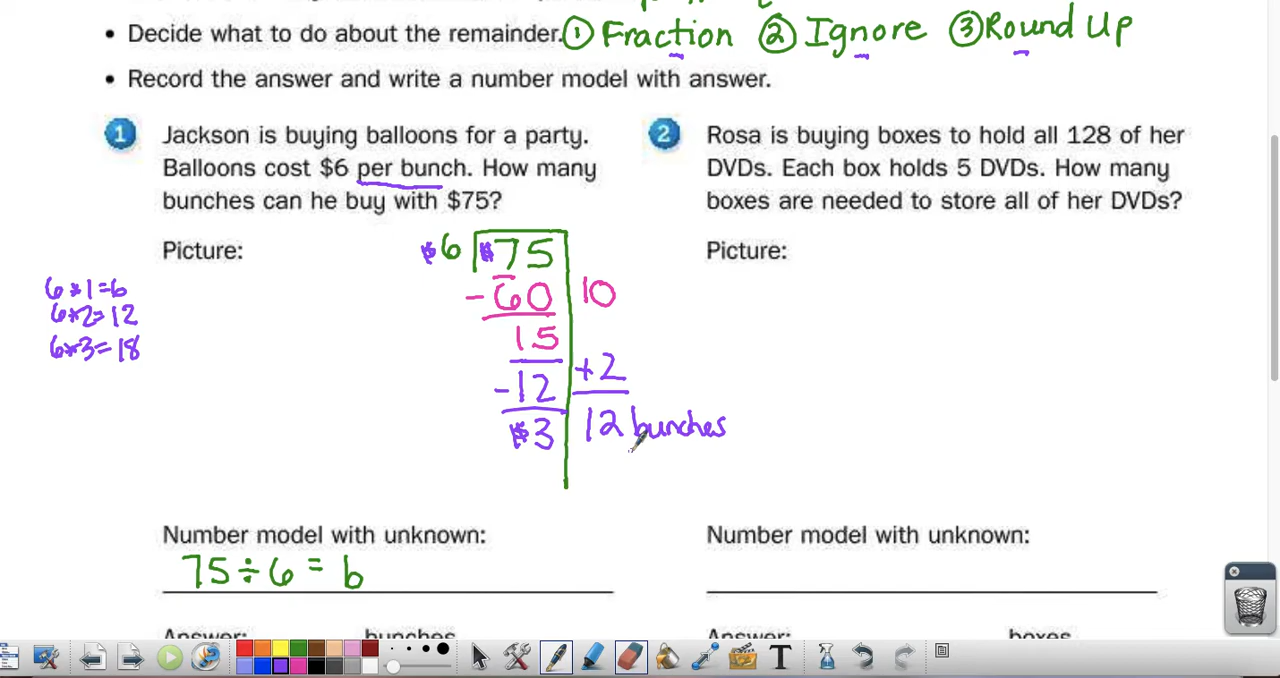 • Decide what to do about the remainder. ① Fraction ② Ignore ③ Round Up
• Record the answer and write a number model with answer.
1 Jackson is buying balloons for a party.
Balloons cost $6 per bunch. How many
bunches can he buy with $75?
Picture:
$6 $75
- 60 10
15
- 12 + 2
$3 12 bunches
6*1=6
6*2=12
6*3=18
Number model with unknown:
75÷6 = b
Answer: bunches
2 Rosa is buying boxes to hold all 128 of her
DVDs. Each box holds 5 DVDs. How many
boxes are needed to store all of her DVDs?
Picture:
Number model with unknown:
Answer: boxes
T